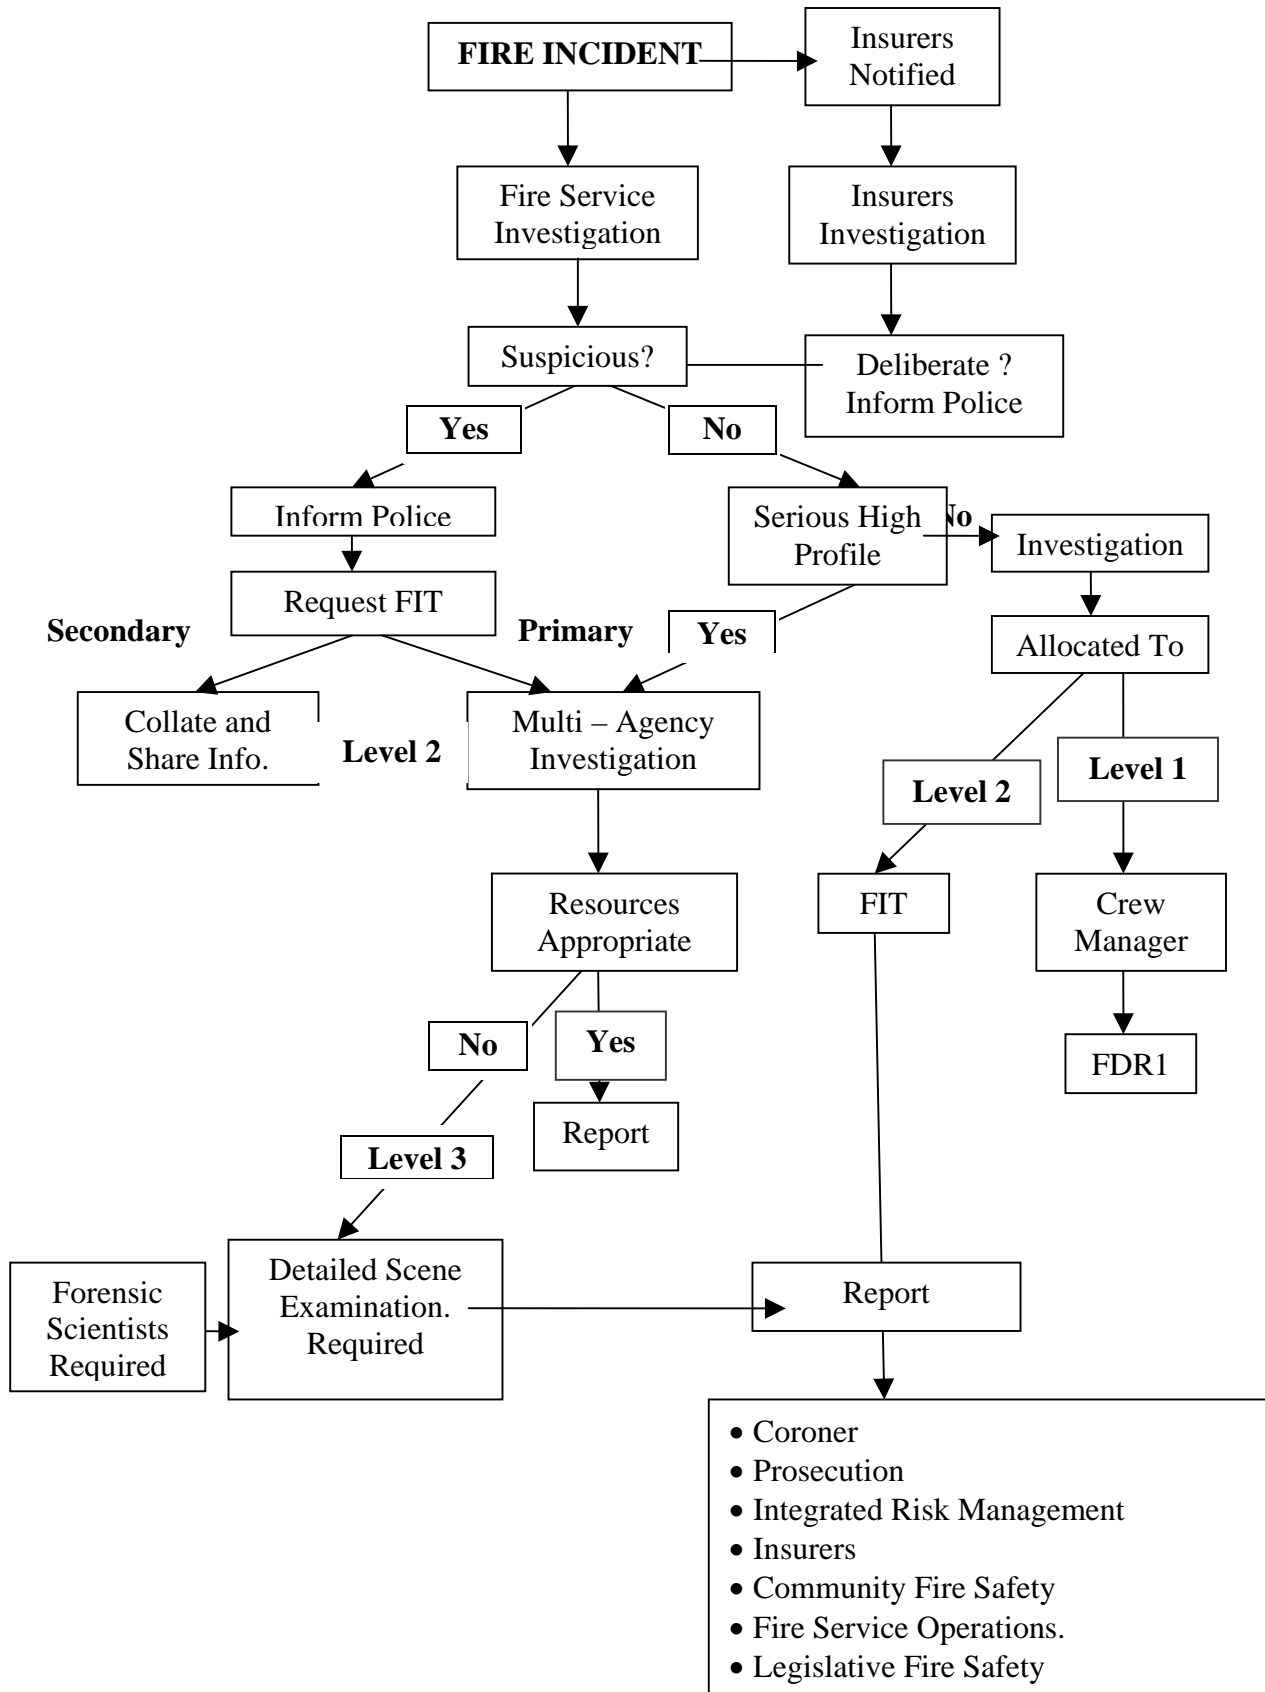 FIRE INCIDENT
Insurers
Notified
Fire Service
Investigation
Insurers
Investigation
Suspicious?
Deliberate ?
Inform Police
Yes
No
Inform Police
Serious High
Profile
No
Investigation
Request FIT
Secondary
Primary
Yes
Allocated To
Collate and
Share Info.
Level 2
Multi – Agency
Investigation
Level 2
Level 1
Resources
Appropriate
FIT
Crew
Manager
No
Yes
FDR1
Report
Level 3
Forensic
Scientists
Required
Detailed Scene
Examination.
Required
Report
• Coroner
• Prosecution
• Integrated Risk Management
• Insurers
• Community Fire Safety
• Fire Service Operations.
• Legislative Fire Safety